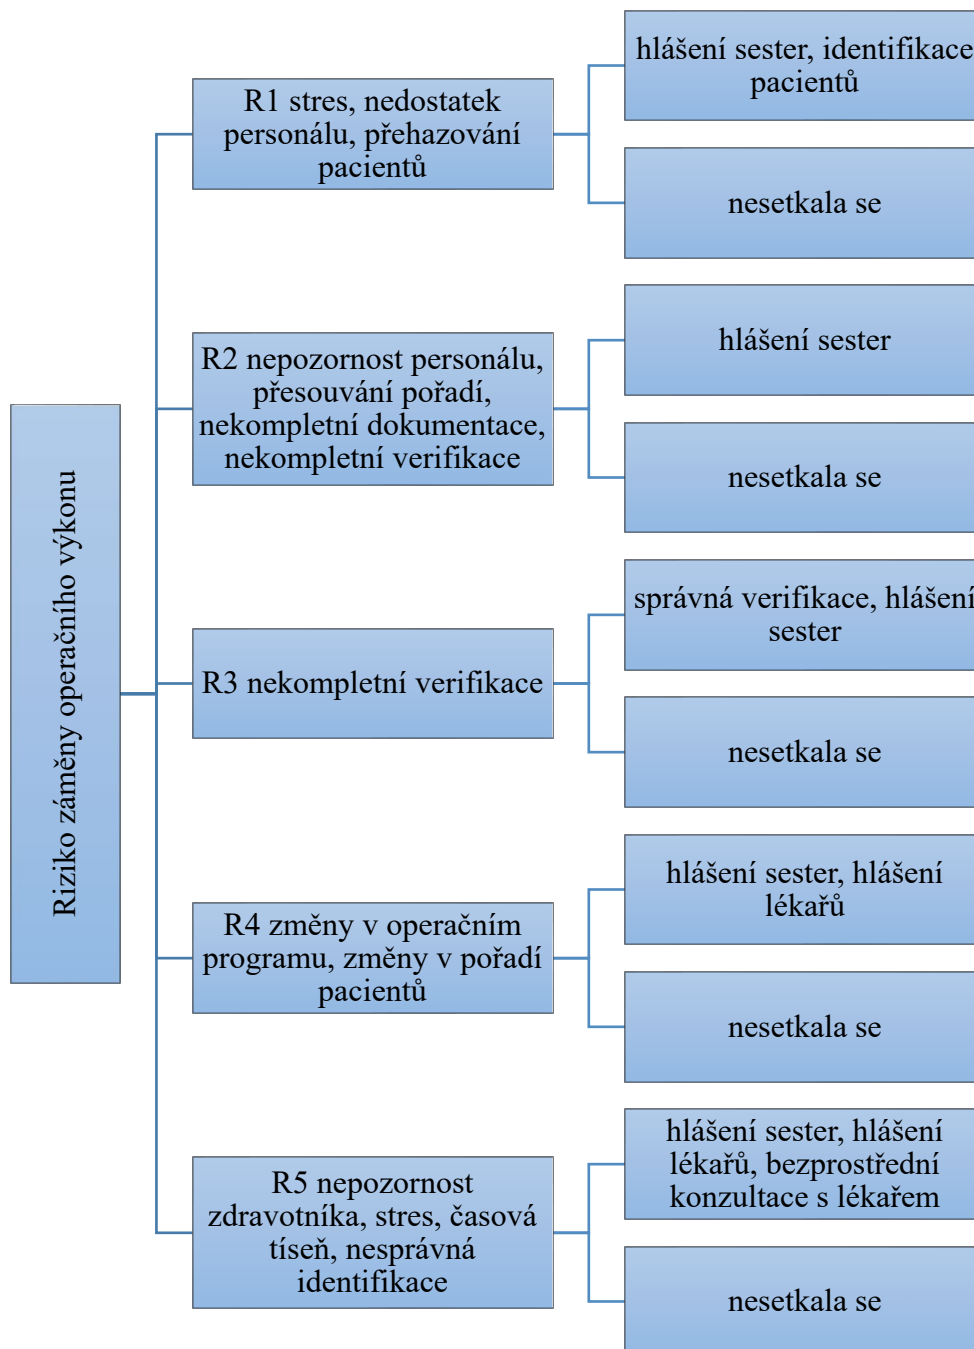 Riziko záměny operačního výkonu
R1 stres, nedostatek
personálu, přehazování
pacientů
hlášení sester, identifikace
pacientů
nesetkala se
R2 nepozornost personálu,
přesouvání pořadí,
nekompletní dokumentace,
nekompletní verifikace
hlášení sester
nesetkala se
R3 nekompletní verifikace
správná verifikace, hlášení
sester
nesetkala se
R4 změny v operačním
programu, změny v pořadí
pacientů
hlášení sester, hlášení
lékařů
nesetkala se
R5 nepozornost
zdravotníka, stres, časová
tíseň, nesprávná
identifikace
hlášení sester, hlášení
lékařů, bezprostřední
konzultace s lékařem
nesetkala se